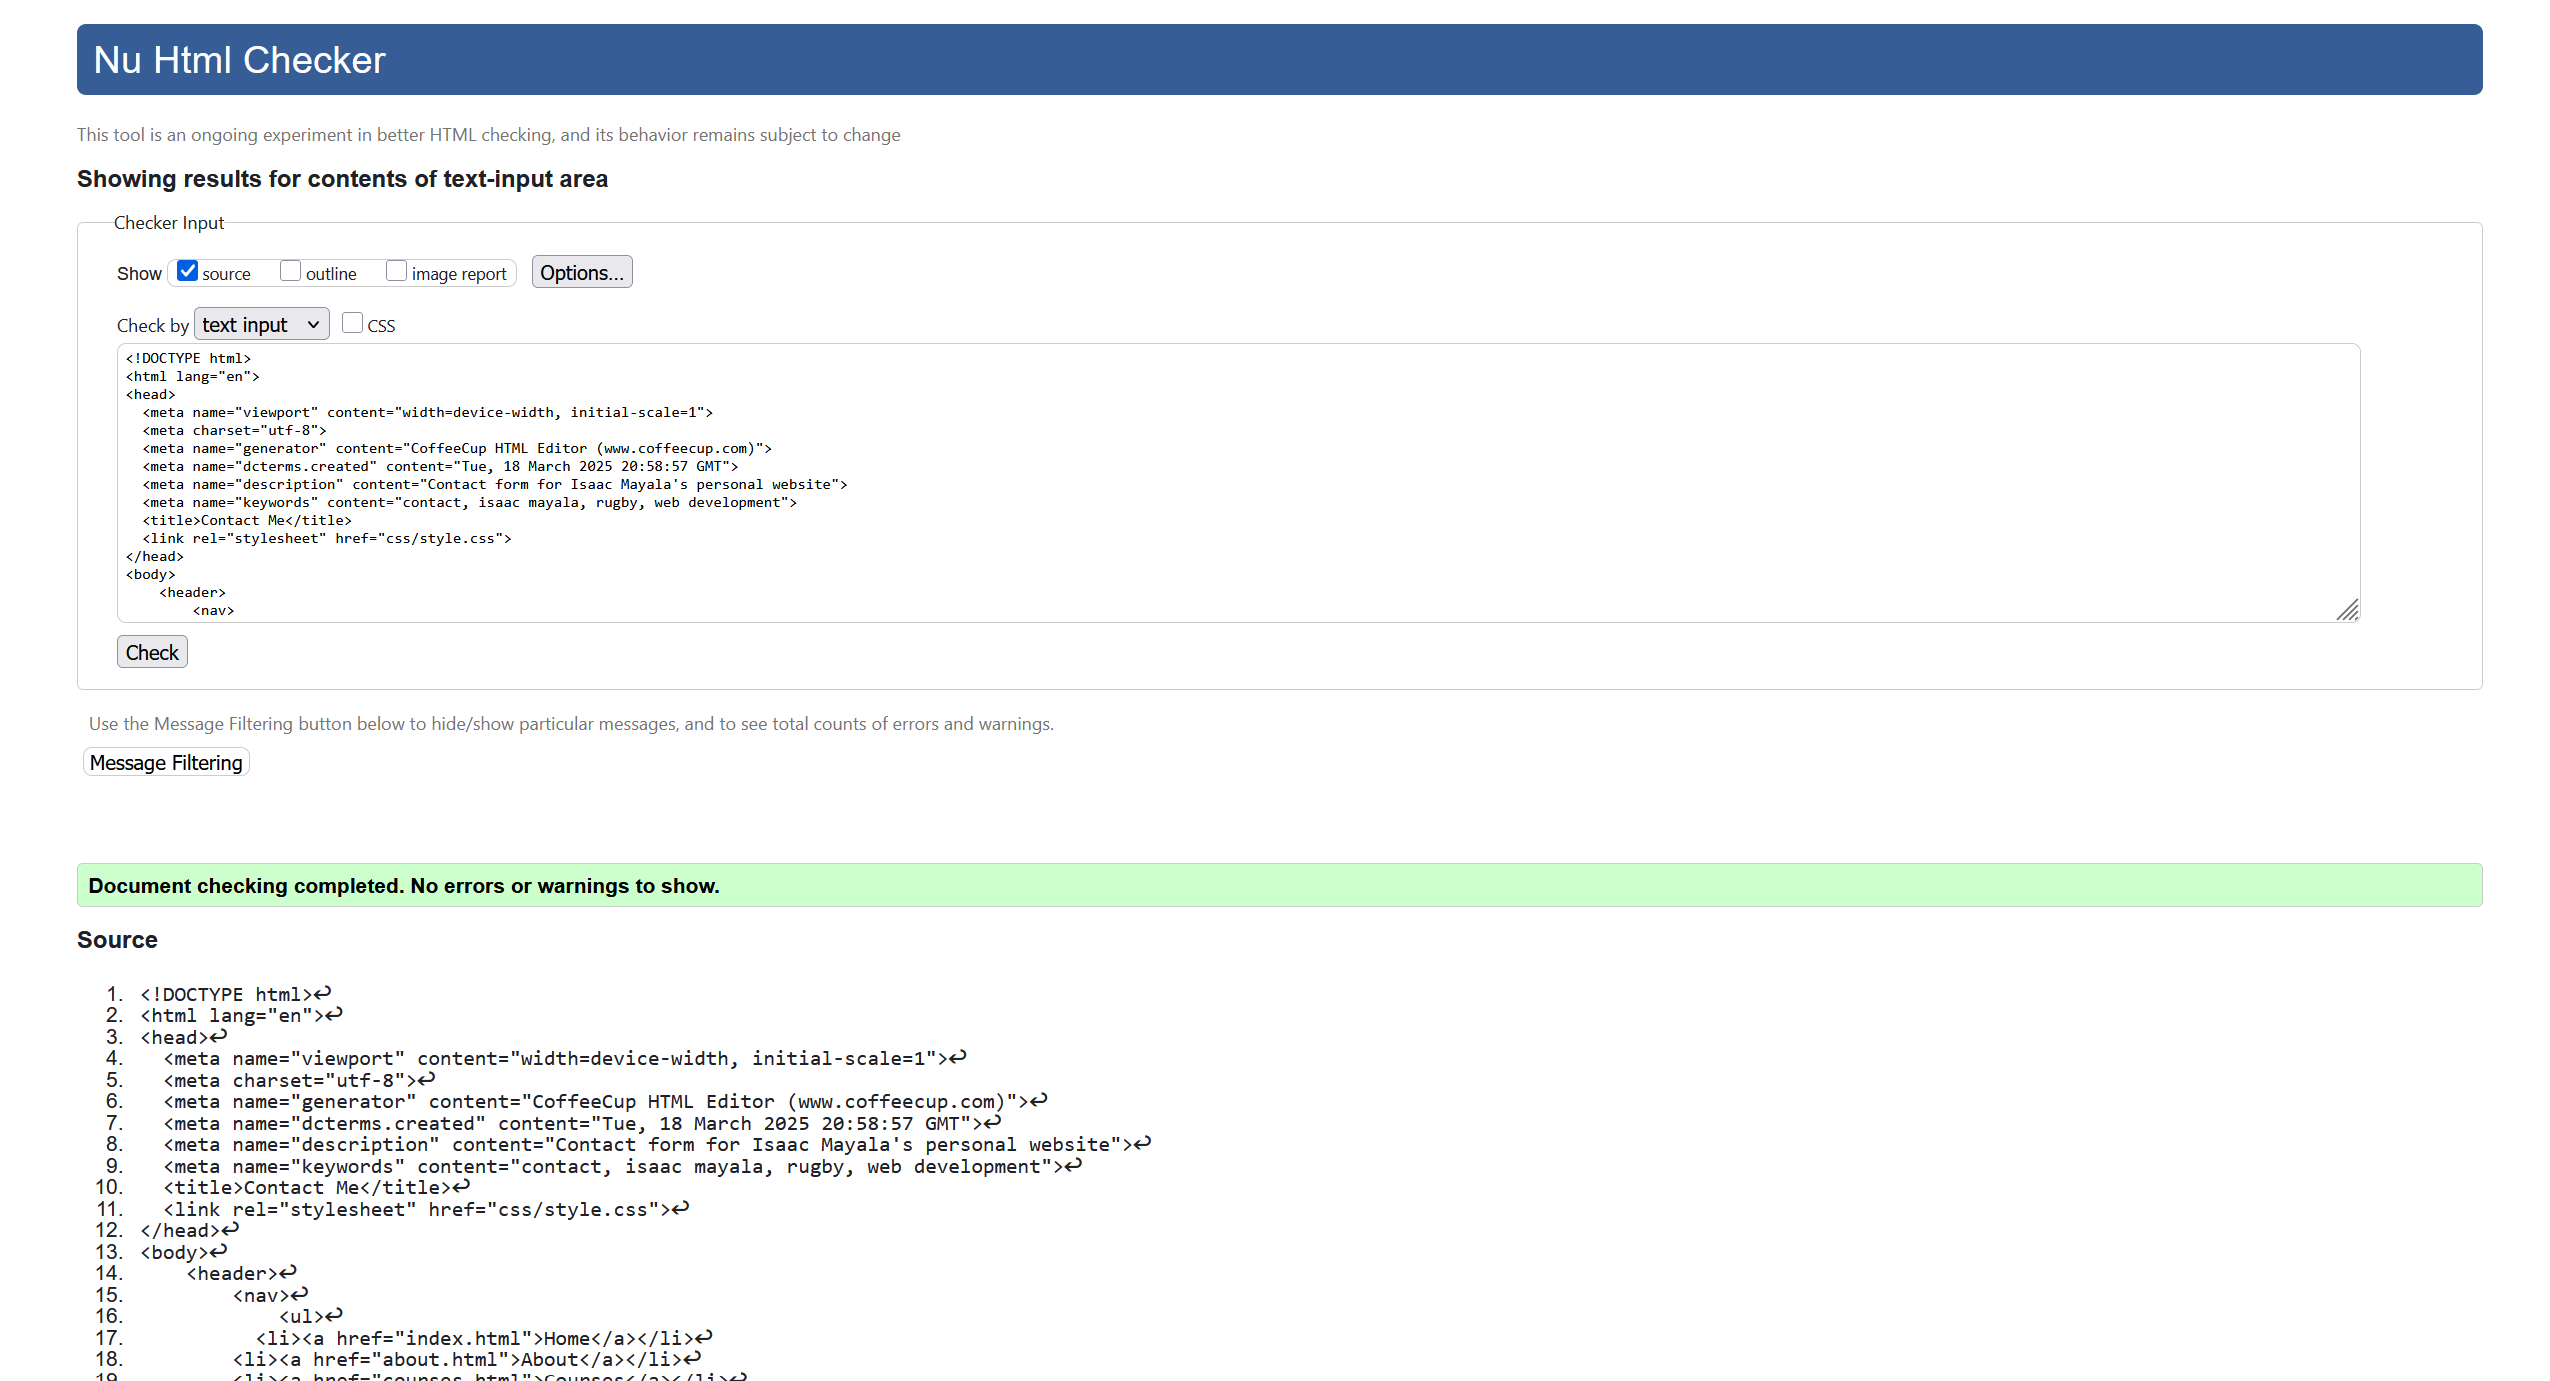 Nu Html Checker
This tool is an ongoing experiment in better HTML checking, and its behavior remains subject to change
Showing results for contents of text-input area
Checker Input
Show source outline image report Options...
Check by text input CSS
<!DOCTYPE html>
<html lang="en">
<head>
  <meta name="viewport" content="width=device-width, initial-scale=1">
  <meta charset="utf-8">
  <meta name="generator" content="CoffeeCup HTML Editor (www.coffeecup.com)">
  <meta name="dcterms.created" content="Tue, 18 March 2025 20:58:57 GMT">
  <meta name="description" content="Contact form for Isaac Mayala's personal website">
  <meta name="keywords" content="contact, isaac mayala, rugby, web development">
  <title>Contact Me</title>
  <link rel="stylesheet" href="css/style.css">
</head>
<body>
    <header>
        <nav>
Check
Use the Message Filtering button below to hide/show particular messages, and to see total counts of errors and warnings.
Message Filtering
Document checking completed. No errors or warnings to show.
Source
1. <!DOCTYPE html>↩
2. <html lang="en">↩
3. <head>↩
4.   <meta name="viewport" content="width=device-width, initial-scale=1">↩
5.   <meta charset="utf-8">↩
6.   <meta name="generator" content="CoffeeCup HTML Editor (www.coffeecup.com)">↩
7.   <meta name="dcterms.created" content="Tue, 18 March 2025 20:58:57 GMT">↩
8.   <meta name="description" content="Contact form for Isaac Mayala's personal website">↩
9.   <meta name="keywords" content="contact, isaac mayala, rugby, web development">↩
10.   <title>Contact Me</title>↩
11.   <link rel="stylesheet" href="css/style.css">↩
12. </head>↩
13. <body>↩
14.     <header>↩
15.         <nav>↩
16.             <ul>↩
17.           <li><a href="index.html">Home</a></li>↩
18.         <li><a href="about.html">About</a></li>↩
19.         <li><a href="courses.html">Courses</a></li>↩